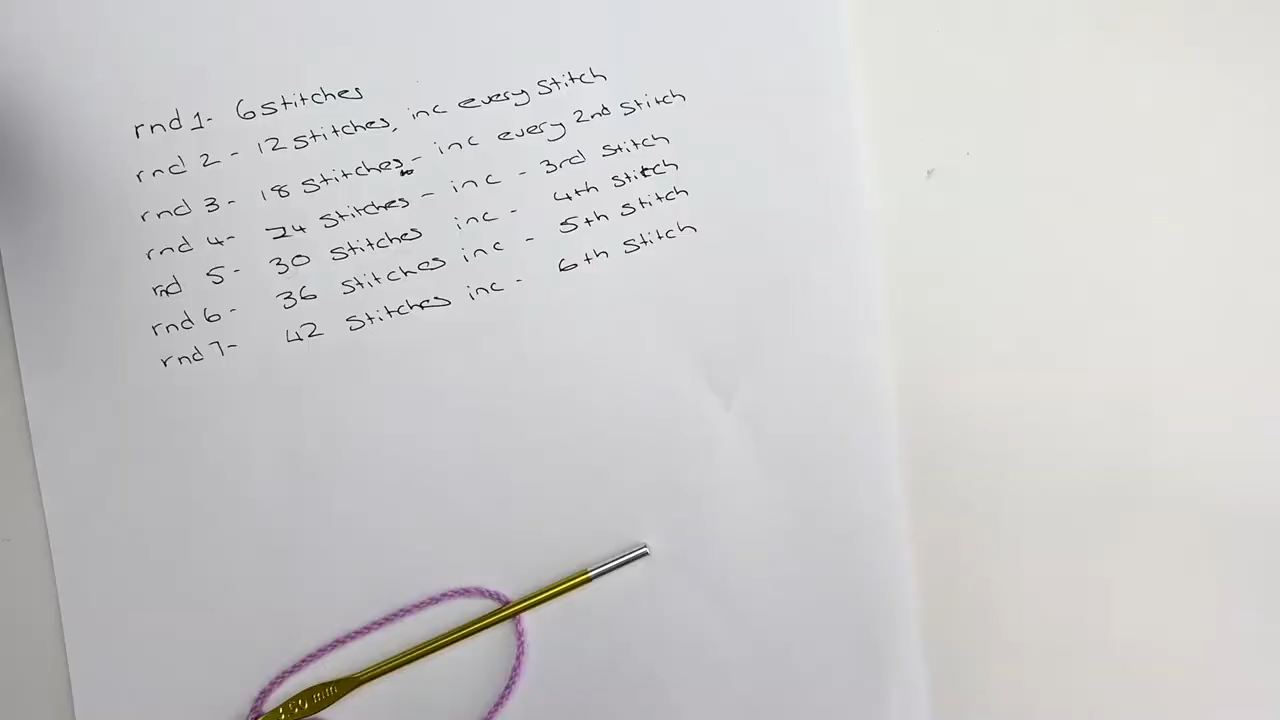 rnd 1- 6 stitches
rnd 2 - 12 stitches, inc every stitch
rnd 3- 18 stitches- inc every 2nd stitch
rnd 4- 24 stitches - inc - 3rd stitch
rnd 5- 30 stitches inc - 4th stitch
rnd 6- 36 stitches inc - 5th stitch
rnd 7- 42 stitches inc - 6th stitch
.50 mm